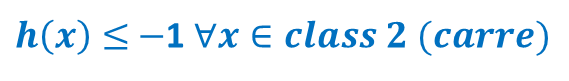 h(x) ≤ −1 ∀x ∈ class 2 (carre)